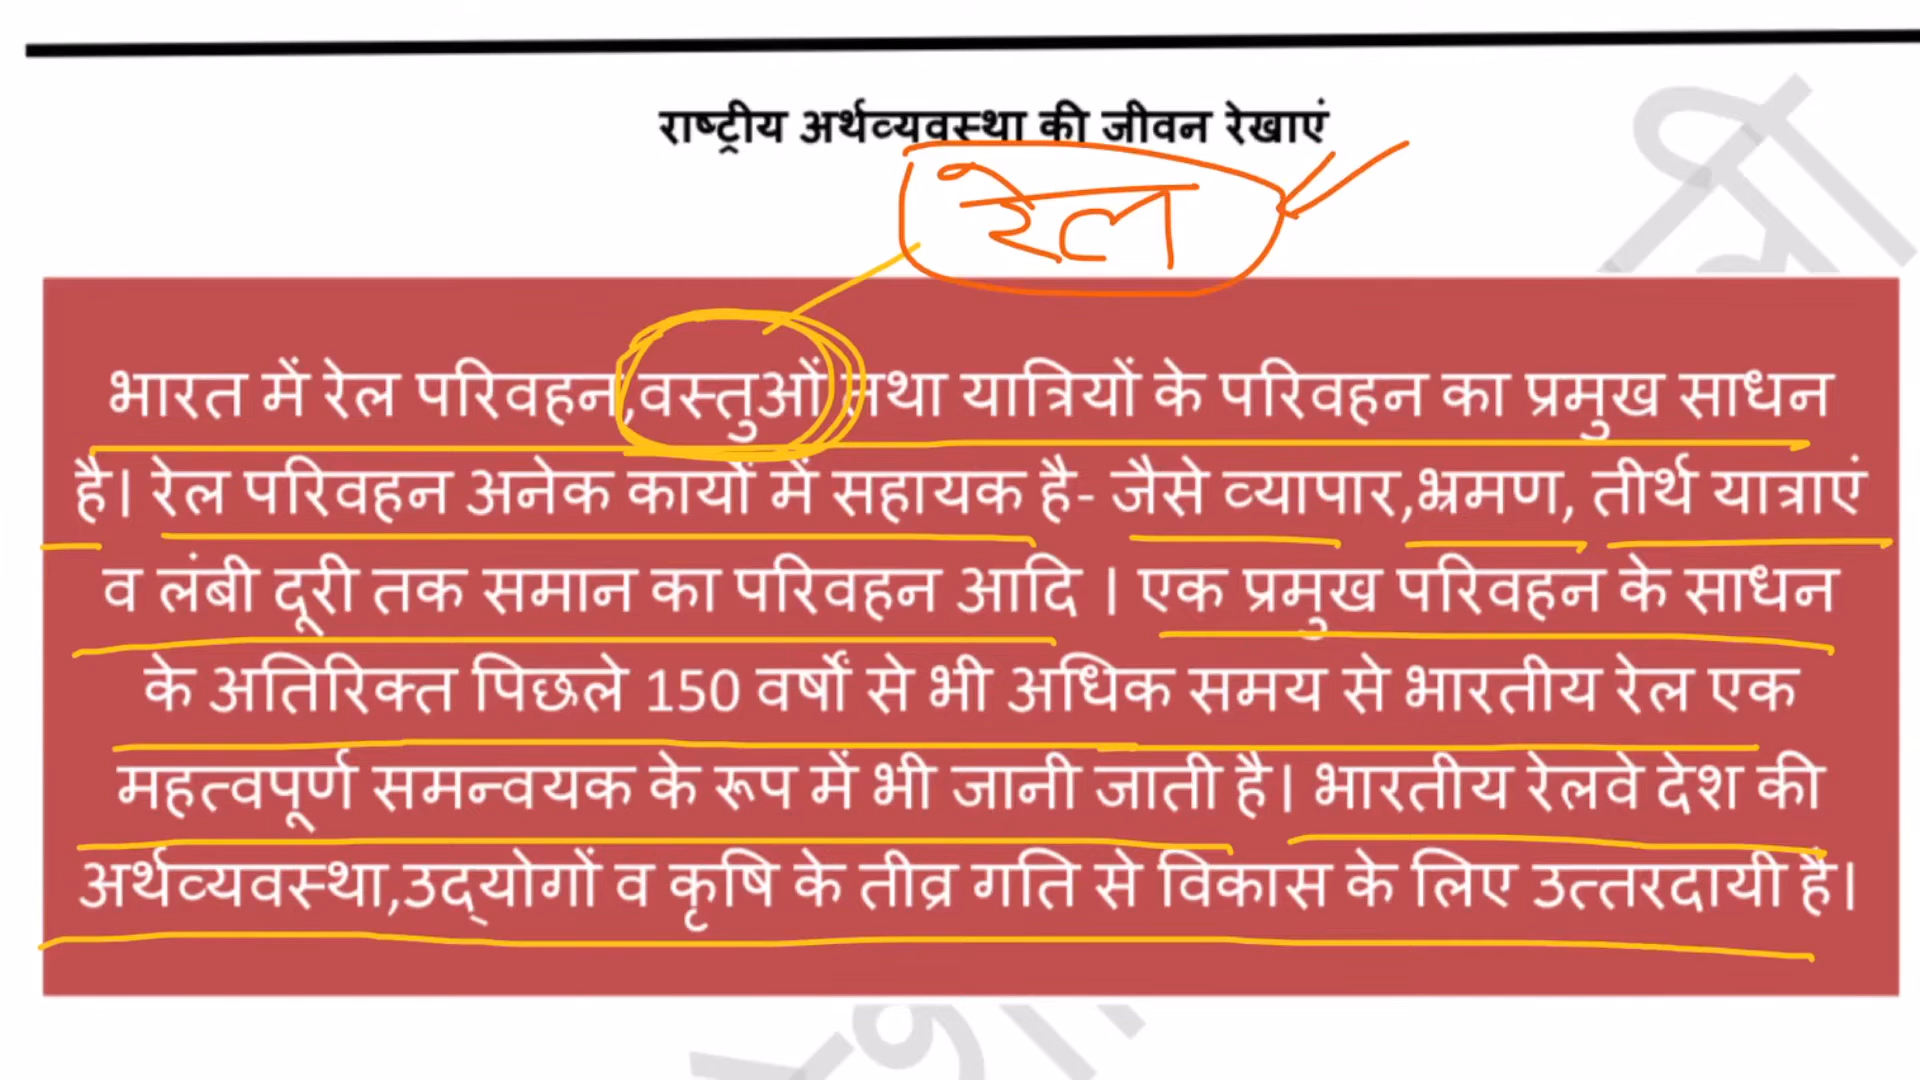 राष्ट्रीय अर्थव्यवस्था की जीवन रेखाएं
रेल
भारत में रेल परिवहन,वस्तुओं तथा यात्रियों के परिवहन का प्रमुख साधन
है। रेल परिवहन अनेक कार्यों में सहायक है- जैसे व्यापार,भ्रमण, तीर्थ यात्राएं
व लंबी दूरी तक समान का परिवहन आदि । एक प्रमुख परिवहन के साधन
के अतिरिक्त पिछले 150 वर्षों से भी अधिक समय से भारतीय रेल एक
महत्वपूर्ण समन्वयक के रूप में भी जानी जाती है। भारतीय रेलवे देश की
अर्थव्यवस्था,उद्योगों व कृषि के तीव्र गति से विकास के लिए उत्तरदायी है।